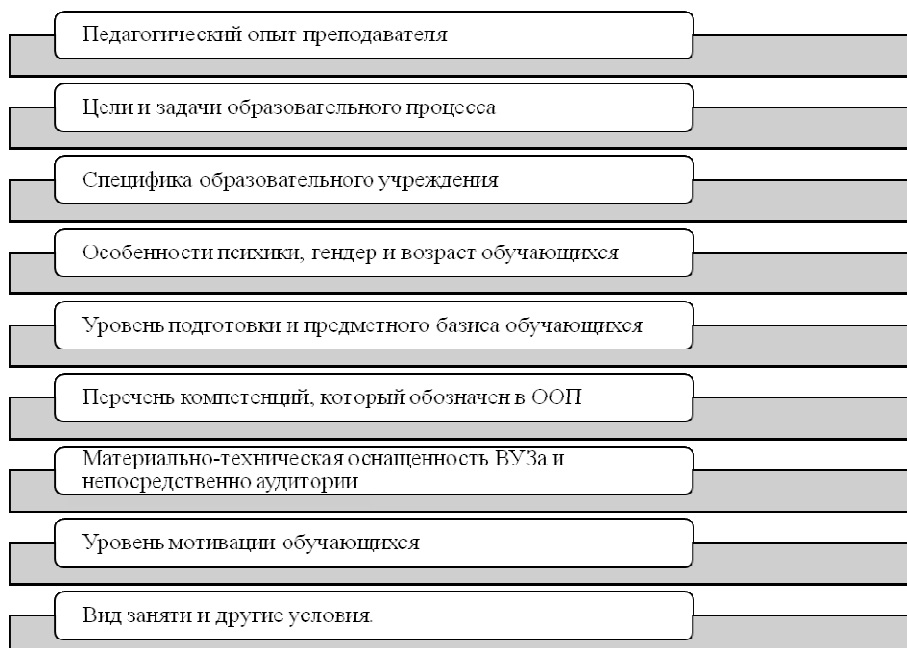 Педагогический опыт преподавателя
Цели и задачи образовательного процесса
Специфика образовательного учреждения
Особенности психики, гендер и возраст обучающихся
Уровень подготовки и предметного базиса обучающихся
Перечень компетенций, который обозначен в ООП
Материально-техническая оснащенность ВУЗа и
непосредственно аудитории
Уровень мотивации обучающихся
Вид заняти и другие условия.